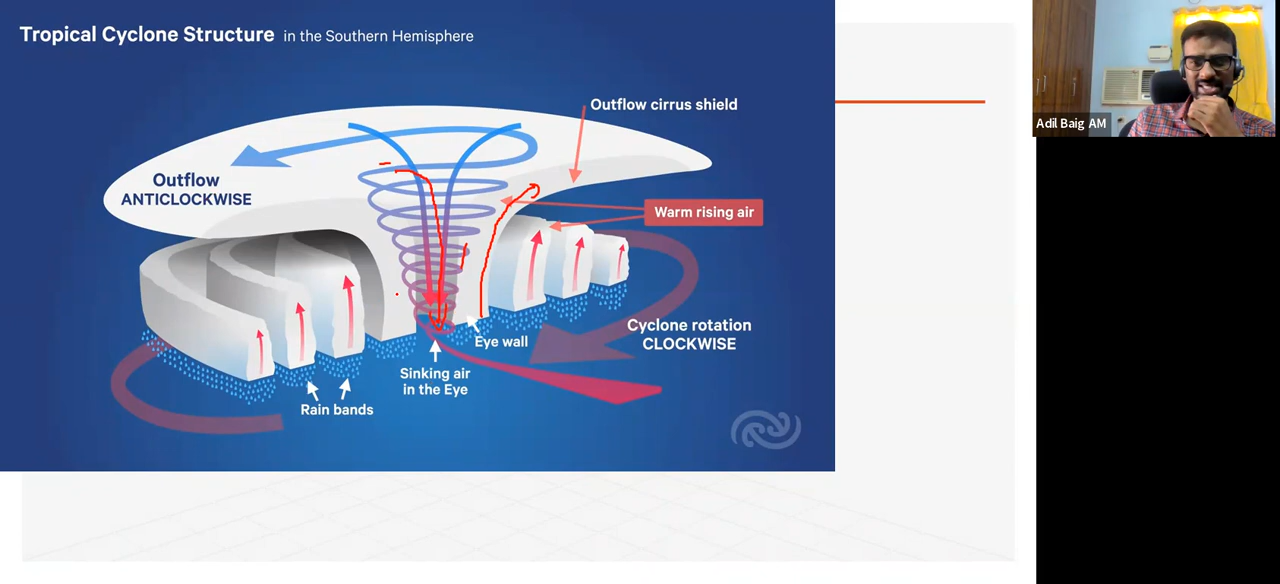 Tropical Cyclone Structure in the Southern Hemisphere
Outflow cirrus shield
Outflow
ANTICLOCKWISE
Warm rising air
Cyclone rotation
CLOCKWISE
Eye wall
Sinking air
in the Eye
Rain bands
Adil Baig AM